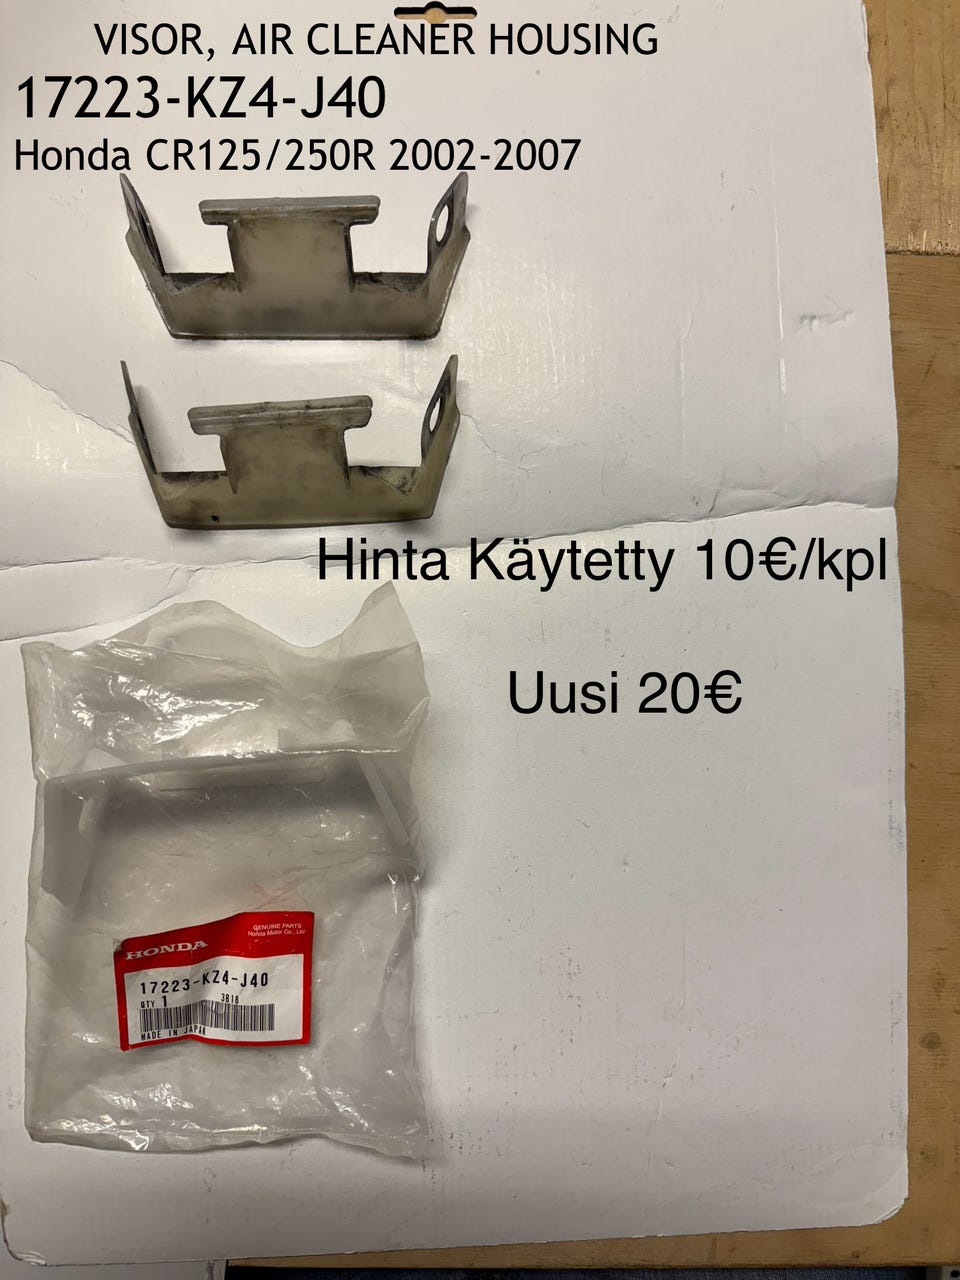 VISOR, AIR CLEANER HOUSING
17223-KZ4-J40
Honda CR125/250R 2002-2007
Hinta Käytetty 10€/kpl
Uusi 20€
GENUINE PARTS
Honda Motor Co., Ltd
HONDA
17223-KZ4-J40
QTY 1 3818
MADE IN JAPAN